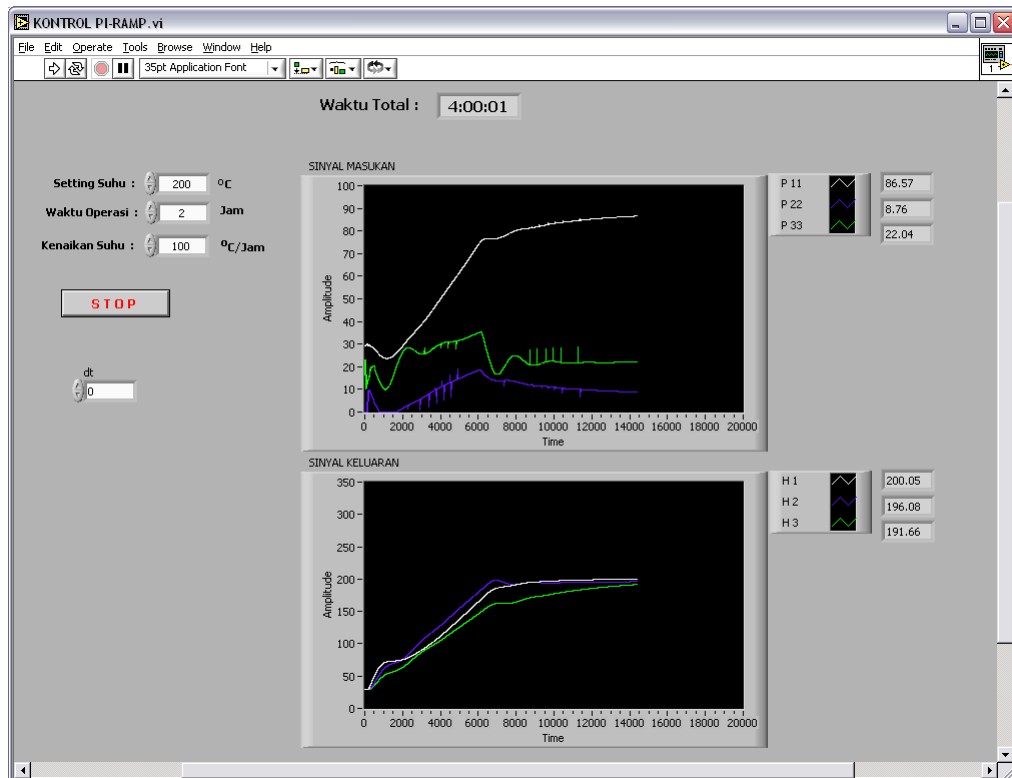 KONTROL PI-RAMP.vi
File Edit Operate Tools Browse Window Help
35pt Application Font
1
Waktu Total : 4:00:01
Setting Suhu : 200 ºC
Waktu Operasi : 2 Jam
Kenaikan Suhu : 100 ºC/Jam
STOP
dt
0
SINYAL MASUKAN
100
90
80
70
60
50
40
30
20
10
0
Amplitude
0 2000 4000 6000 8000 10000 12000 14000 16000 18000 20000
Time
P 11 86.57
P 22 8.76
P 33 22.04
SINYAL KELUARAN
350
300
250
200
150
100
50
0
Amplitude
0 2000 4000 6000 8000 10000 12000 14000 16000 18000 20000
Time
H 1 200.05
H 2 196.08
H 3 191.66